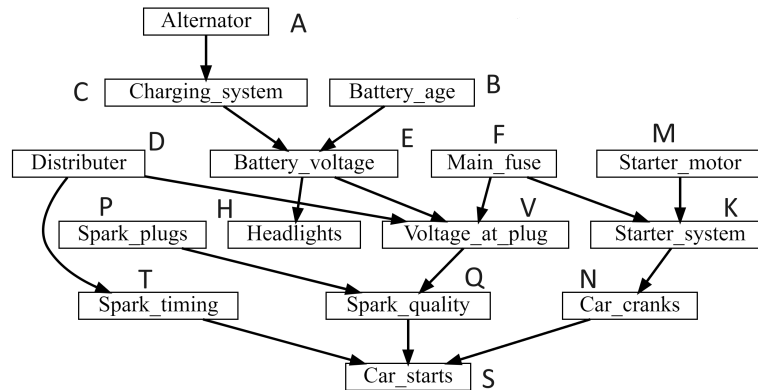 Alternator A
C Charging_system Battery_age B
D E F M
Distributer Battery_voltage Main_fuse Starter_motor
P H V K
Spark_plugs Headlights Voltage_at_plug Starter_system
T Q N
Spark_timing Spark_quality Car_cranks
Car_starts S